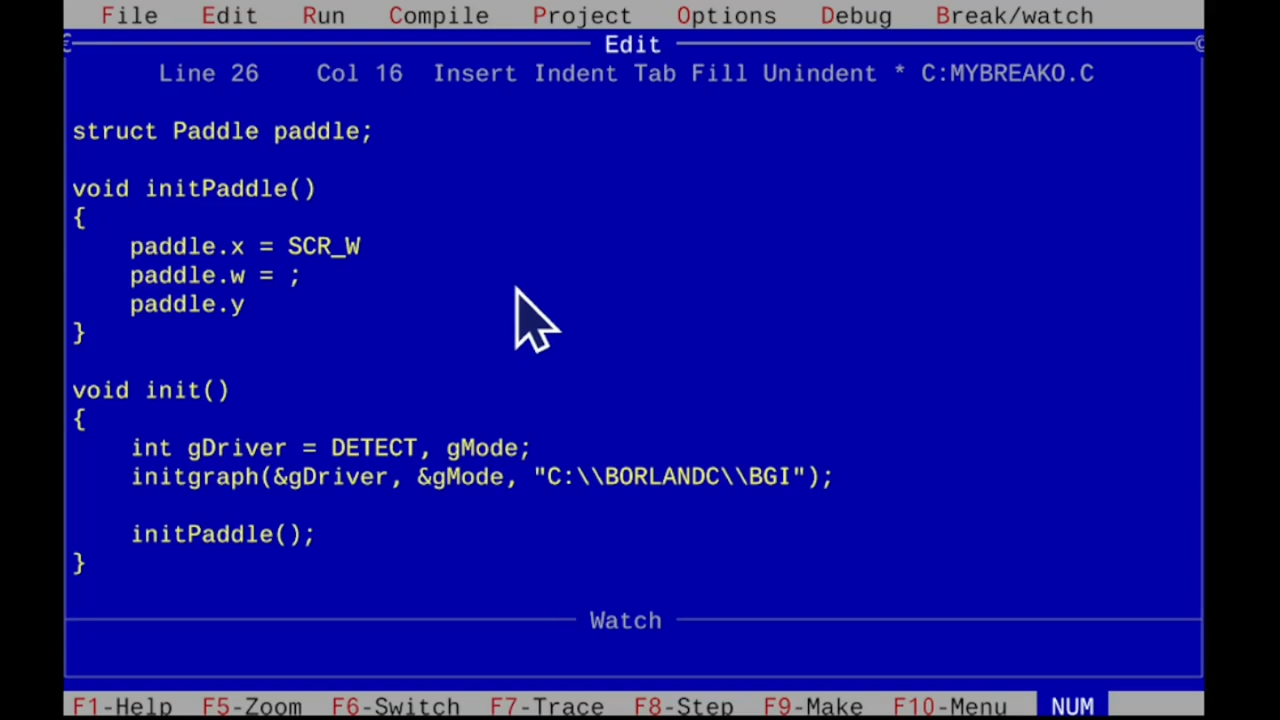 File Edit Run Compile Project Options Debug Break/watch
Edit
Line 26 Col 16 Insert Indent Tab Fill Unindent * C:MYBREAKO.C
struct Paddle paddle;
void initPaddle()
{
paddle.x = SCR_W
paddle.w = ;
paddle.y
}
void init()
{
int gDriver = DETECT, gMode;
initgraph(&gDriver, &gMode, "C:\\BORLANDC\\BGI");
initPaddle();
}
Watch
F1-Help F5-Zoom F6-Switch F7-Trace F8-Step F9-Make F10-Menu NUM